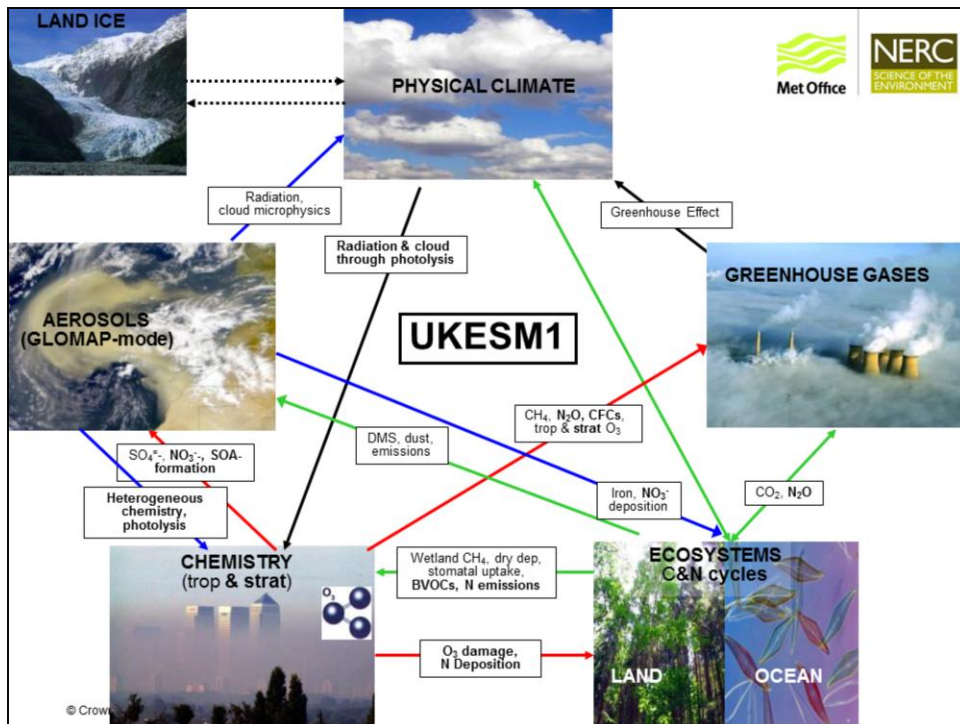 LAND ICE
PHYSICAL CLIMATE
Met Office
NERC
SCIENCE OF THE
ENVIRONMENT
Radiation,
cloud microphysics
Greenhouse Effect
Radiation & cloud
through photolysis
AEROSOLS
(GLOMAP-mode)
GREENHOUSE GASES
UKESM1
CH₄, N₂O, CFCs,
trop & strat O₃
DMS, dust,
emissions
SO₄⁼-, NO₃⁻-, SOA-
formation
Iron, NO₃⁻
deposition
CO₂, N₂O
Heterogeneous
chemistry,
photolysis
CHEMISTRY
(trop & strat)
O₃
Wetland CH₄, dry dep,
stomatal uptake,
BVOCs, N emissions
ECOSYSTEMS
C&N cycles
O₃ damage,
N Deposition
LAND
OCEAN
© Crown